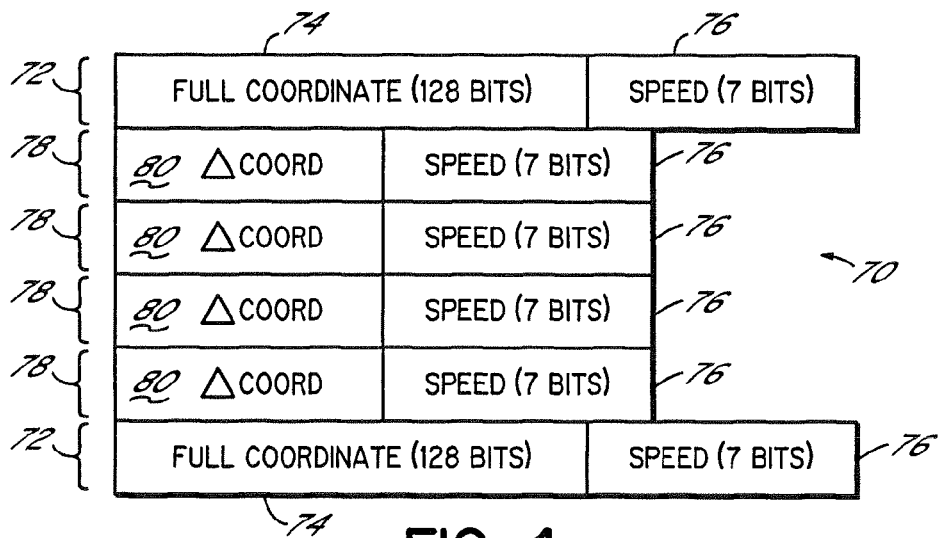 74 76
72 FULL COORDINATE (128 BITS) SPEED (7 BITS)
78 80 △COORD SPEED (7 BITS) 76
78 80 △COORD SPEED (7 BITS) 76
70
78 80 △COORD SPEED (7 BITS) 76
78 80 △COORD SPEED (7 BITS) 76
72 FULL COORDINATE (128 BITS) SPEED (7 BITS) 76
74